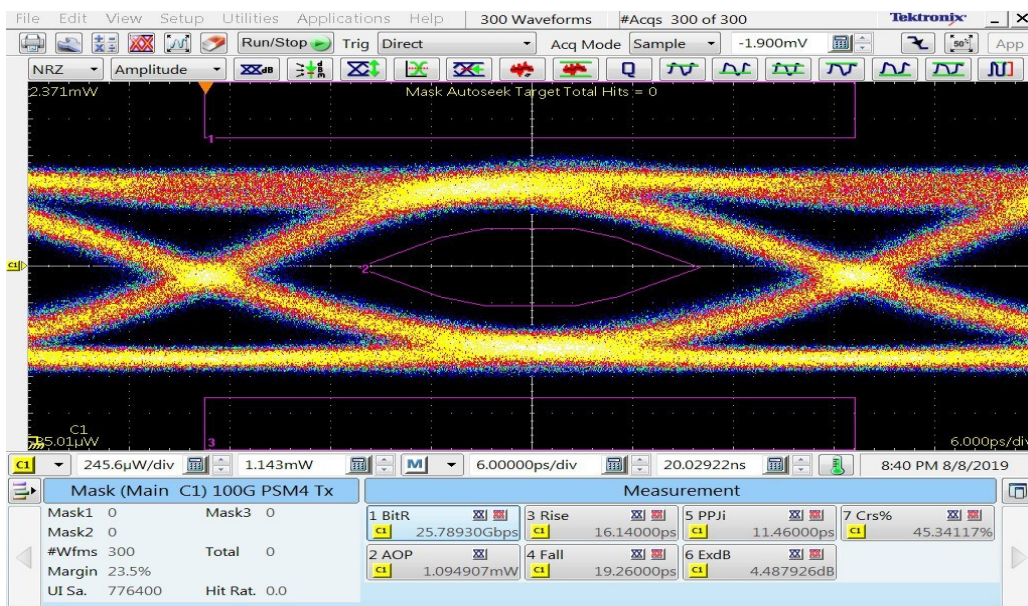 File Edit View Setup Utilities Applications Help 300 Waveforms #Acqs 300 of 300 Tektronix
Run/Stop Trig Direct Acq Mode Sample -1.900mV 50 App
NRZ Amplitude
2.371mW Mask Autoseek Target Total Hits = 0
1
C1 2
C1
35.01µW 3 6.000ps/div
C1 245.6µW/div 1.143mW M 6.00000ps/div 20.02922ns 8:40 PM 8/8/2019
Mask (Main C1) 100G PSM4 Tx Measurement
Mask1 0 Mask3 0 1 BitR 3 Rise 5 PPJi 7 Crs%
Mask2 0 C1 25.78930Gbps C1 16.14000ps C1 11.46000ps C1 45.34117%
#Wfms 300 Total 0 2 AOP 4 Fall 6 ExdB
Margin 23.5% C1 1.094907mW C1 19.26000ps C1 4.487926dB
UI Sa. 776400 Hit Rat. 0.0